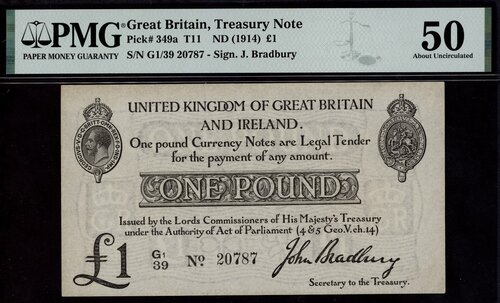 PMG®
PAPER MONEY GUARANTY
Great Britain, Treasury Note
Pick# 349a T11 ND (1914) £1
S/N G1/39 20787 - Sign. J. Bradbury
50
About Uncirculated
UNITED KINGDOM OF GREAT BRITAIN
AND IRELAND.
One pound Currency Notes are Legal Tender
for the payment of any amount.
ONE POUND
Issued by the Lords Commissioners of His Majesty's Treasury
under the Authority of Act of Parliament (4 & 5 Geo.V. ch.14)
£1
G1/39 No. 20787
John Bradbury
Secretary to the Treasury.